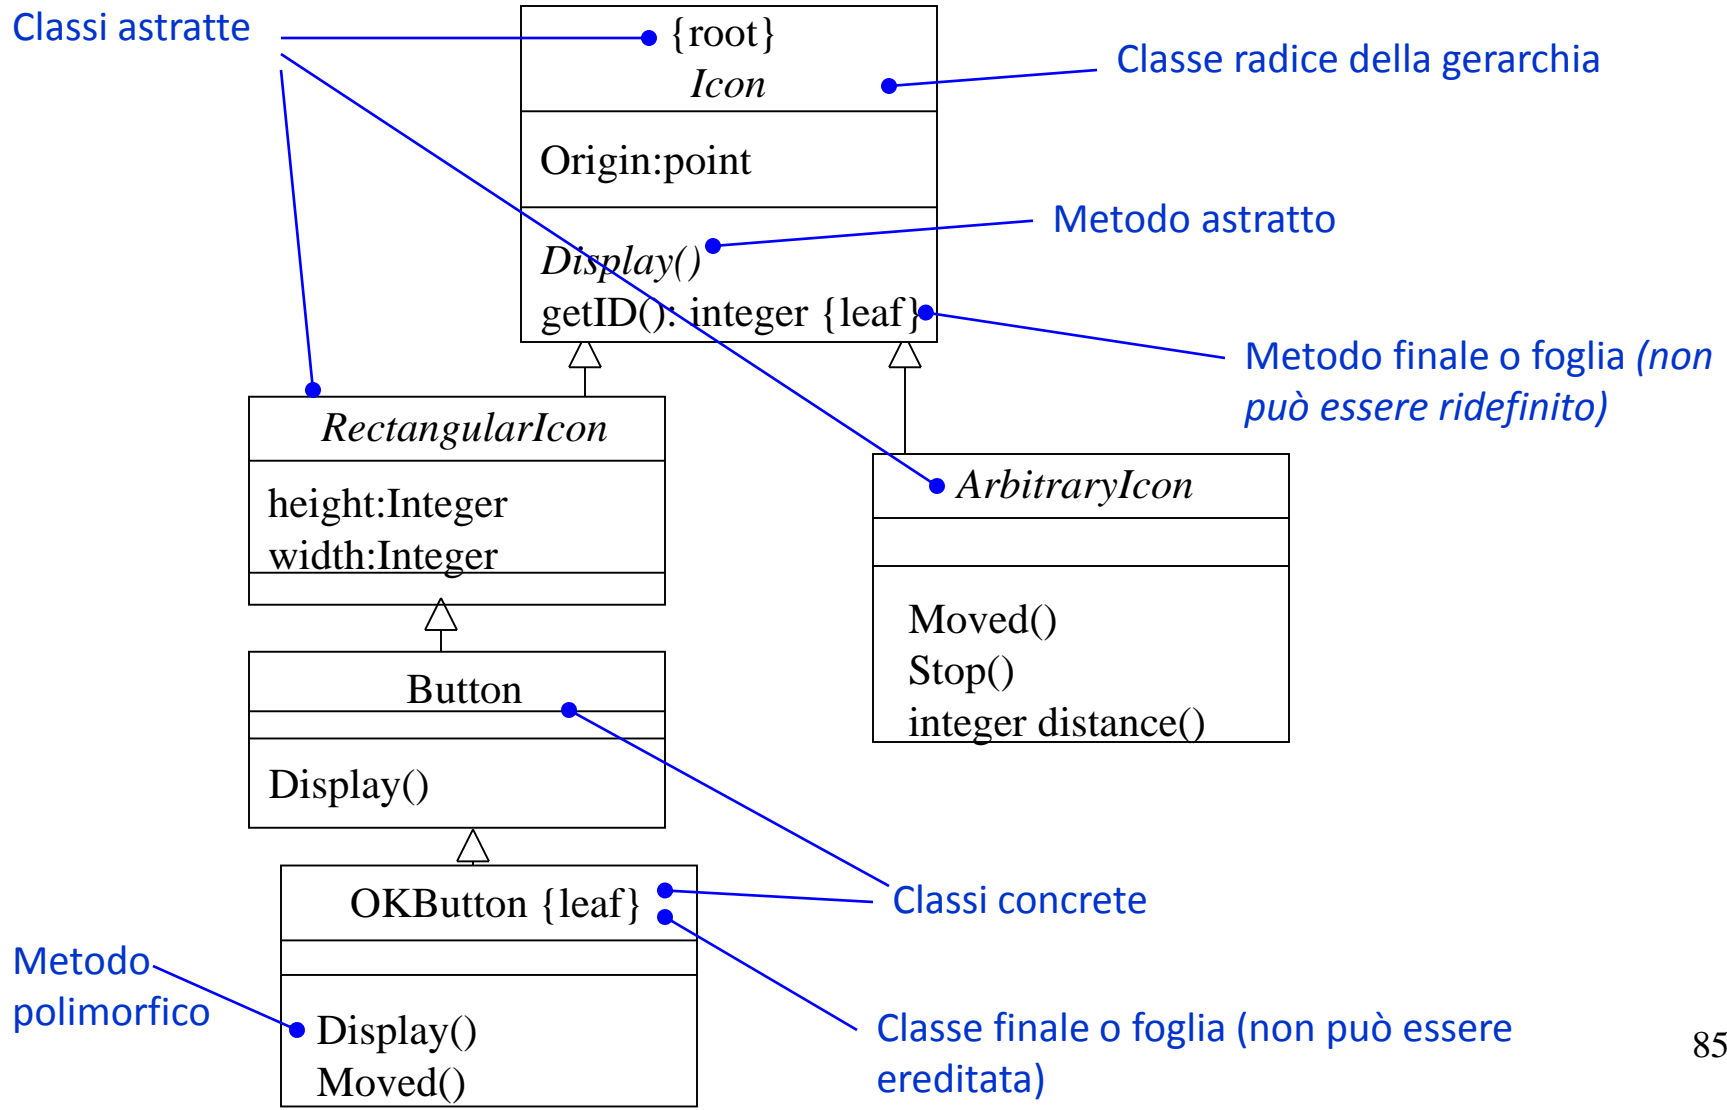 Classi astratte
{root}
Icon
Classe radice della gerarchia
Origin:point
Metodo astratto
Display()
getID(): integer {leaf}
Metodo finale o foglia (non
può essere ridefinito)
RectangularIcon
height:Integer
width:Integer
ArbitraryIcon
Moved()
Stop()
integer distance()
Button
Display()
Classi concrete
OKButton {leaf}
Metodo
polimorfico
Display()
Moved()
Classe finale o foglia (non può essere
ereditata)
85